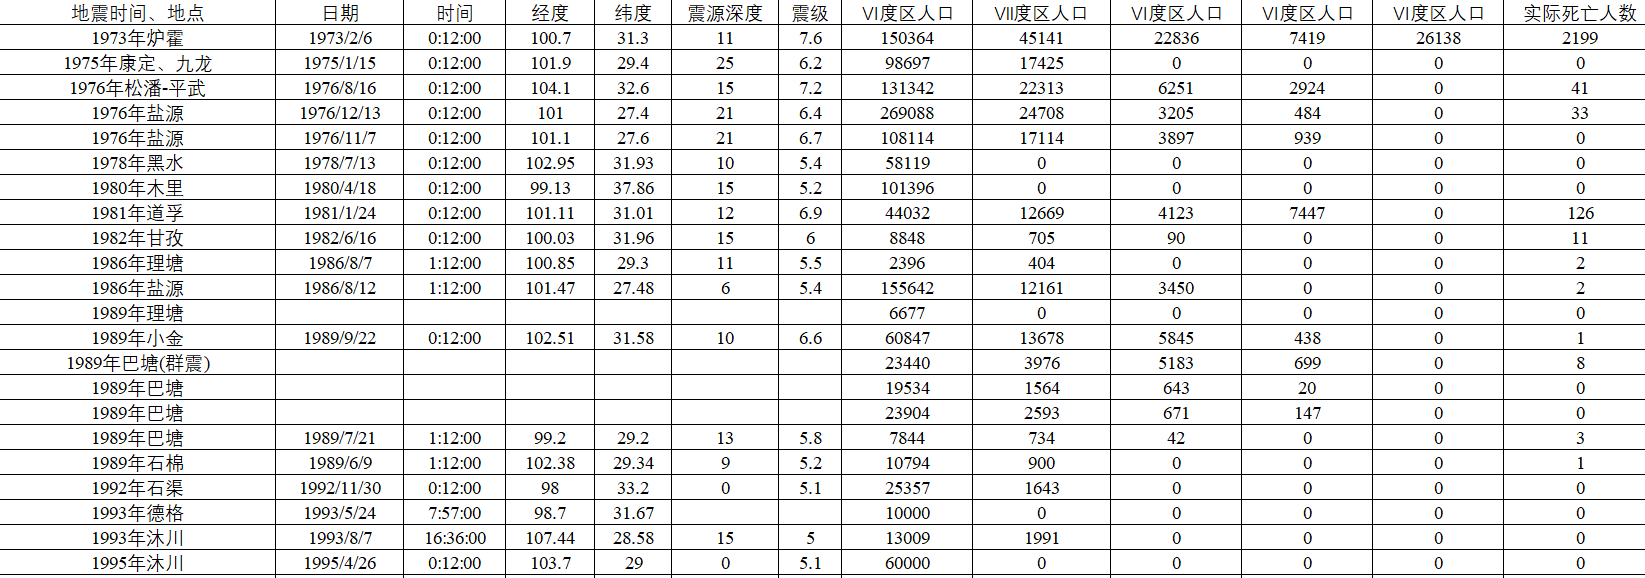 地震时间、地点 日期 时间 经度 纬度 震源深度 震级 VI度区人口 VII度区人口 VI度区人口 VI度区人口 VI度区人口 实际死亡人数
1973年炉霍 1973/2/6 0:12:00 100.7 31.3 11 7.6 150364 45141 22836 7419 26138 2199
1975年康定、九龙 1975/1/15 0:12:00 101.9 29.4 25 6.2 98697 17425 0 0 0 0
1976年松潘-平武 1976/8/16 0:12:00 104.1 32.6 15 7.2 131342 22313 6251 2924 0 41
1976年盐源 1976/12/13 0:12:00 101 27.4 21 6.4 269088 24708 3205 484 0 33
1976年盐源 1976/11/7 0:12:00 101.1 27.6 21 6.7 108114 17114 3897 939 0 0
1978年黑水 1978/7/13 0:12:00 102.95 31.93 10 5.4 58119 0 0 0 0 0
1980年木里 1980/4/18 0:12:00 99.13 37.86 15 5.2 101396 0 0 0 0 0
1981年道孚 1981/1/24 0:12:00 101.11 31.01 12 6.9 44032 12669 4123 7447 0 126
1982年甘孜 1982/6/16 0:12:00 100.03 31.96 15 6 8848 705 90 0 0 11
1986年理塘 1986/8/7 1:12:00 100.85 29.3 11 5.5 2396 404 0 0 0 2
1986年盐源 1986/8/12 1:12:00 101.47 27.48 6 5.4 155642 12161 3450 0 0 2
1989年理塘 6677 0 0 0 0 0
1989年小金 1989/9/22 0:12:00 102.51 31.58 10 6.6 60847 13678 5845 438 0 1
1989年巴塘(群震) 23440 3976 5183 699 0 8
1989年巴塘 19534 1564 643 20 0 0
1989年巴塘 23904 2593 671 147 0 0
1989年巴塘 1989/7/21 1:12:00 99.2 29.2 13 5.8 7844 734 42 0 0 3
1989年石棉 1989/6/9 1:12:00 102.38 29.34 9 5.2 10794 900 0 0 0 1
1992年石渠 1992/11/30 0:12:00 98 33.2 0 5.1 25357 1643 0 0 0 0
1993年德格 1993/5/24 7:57:00 98.7 31.67 10000 0 0 0 0 0
1993年沐川 1993/8/7 16:36:00 107.44 28.58 15 5 13009 1991 0 0 0 0
1995年沐川 1995/4/26 0:12:00 103.7 29 0 5.1 60000 0 0 0 0 0